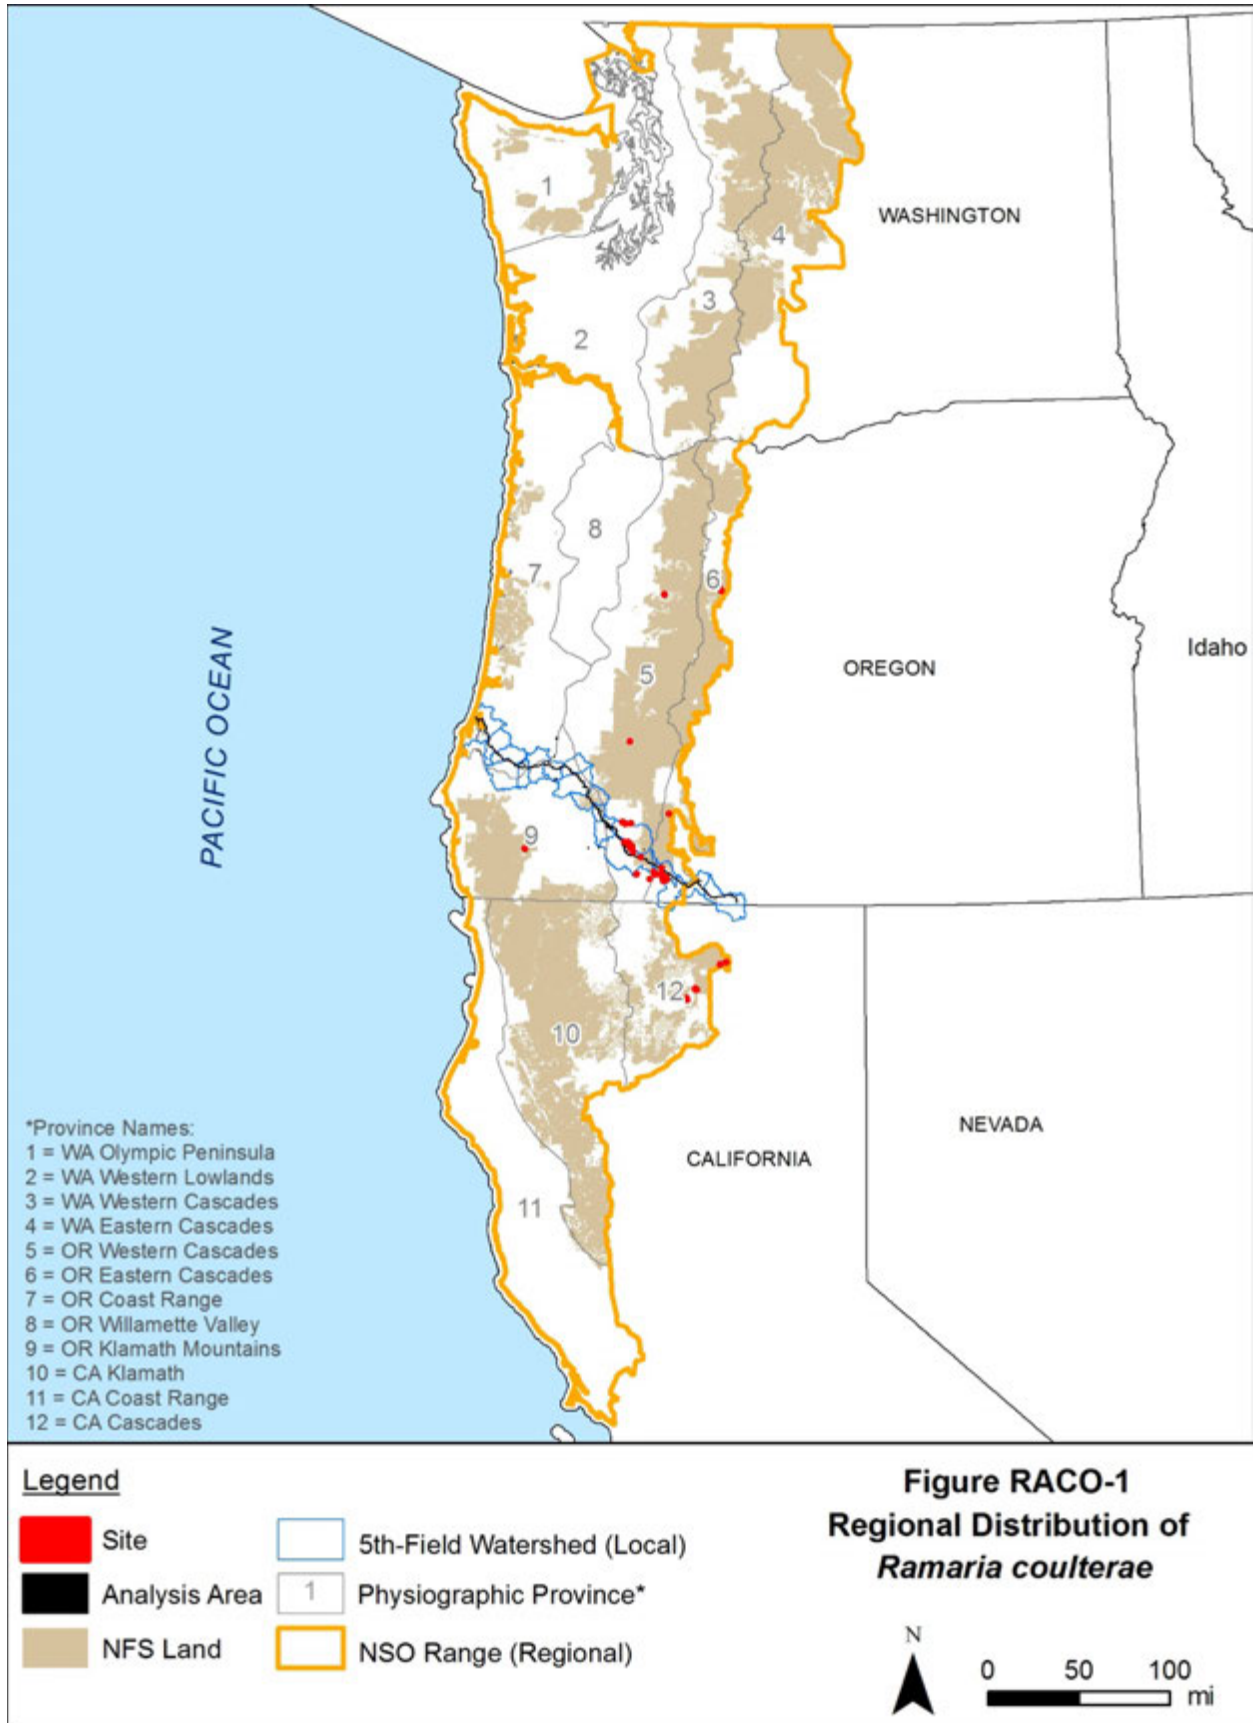 WASHINGTON
1
4
3
2
8
7
6
5
OREGON
Idaho
PACIFIC OCEAN
9
12
10
11
NEVADA
CALIFORNIA
*Province Names:
1 = WA Olympic Peninsula
2 = WA Western Lowlands
3 = WA Western Cascades
4 = WA Eastern Cascades
5 = OR Western Cascades
6 = OR Eastern Cascades
7 = OR Coast Range
8 = OR Willamette Valley
9 = OR Klamath Mountains
10 = CA Klamath
11 = CA Coast Range
12 = CA Cascades
Legend
Site
Analysis Area
NFS Land
5th-Field Watershed (Local)
1 Physiographic Province*
NSO Range (Regional)
Figure RACO-1
Regional Distribution of
Ramaria coulterae
N
0 50 100
mi